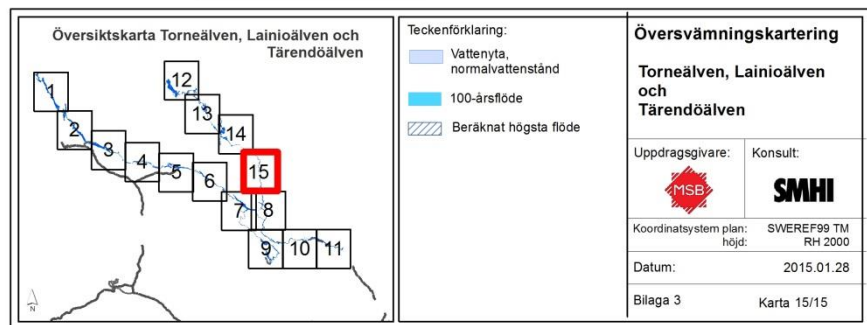 Översiktskarta Torneälven, Lainioälven och
Tärendöälven
1
2
3
4
5
6
7
8
9
10
11
12
13
14
15
N
Teckenförklaring:
Vattenyta,
normalvattenstånd
100-årsflöde
Beräknat högsta flöde
Översvämningskartering
Torneälven, Lainioälven
och
Tärendöälven
Uppdragsgivare:
MSB
Konsult:
SMHI
Koordinatsystem plan: SWEREF99 TM
höjd: RH 2000
Datum: 2015.01.28
Bilaga 3 Karta 15/15